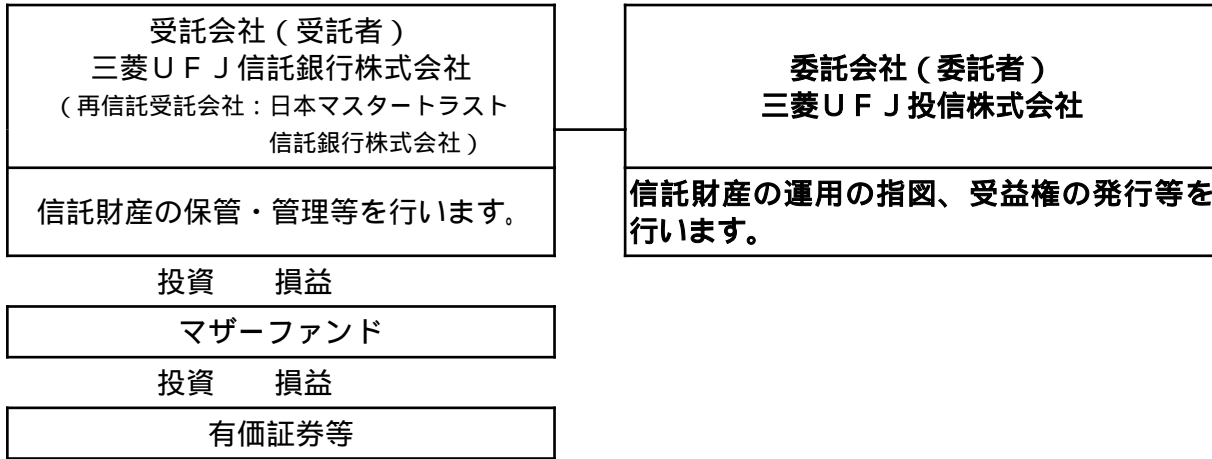 受託会社（受託者）
三菱ＵＦＪ信託銀行株式会社
（再信託受託会社：日本マスタートラスト
信託銀行株式会社）
信託財産の保管・管理等を行います。
委託会社（委託者）
三菱ＵＦＪ投信株式会社
信託財産の運用の指図、受益権の発行等を
行います。
投資　損益
マザーファンド
投資　損益
有価証券等